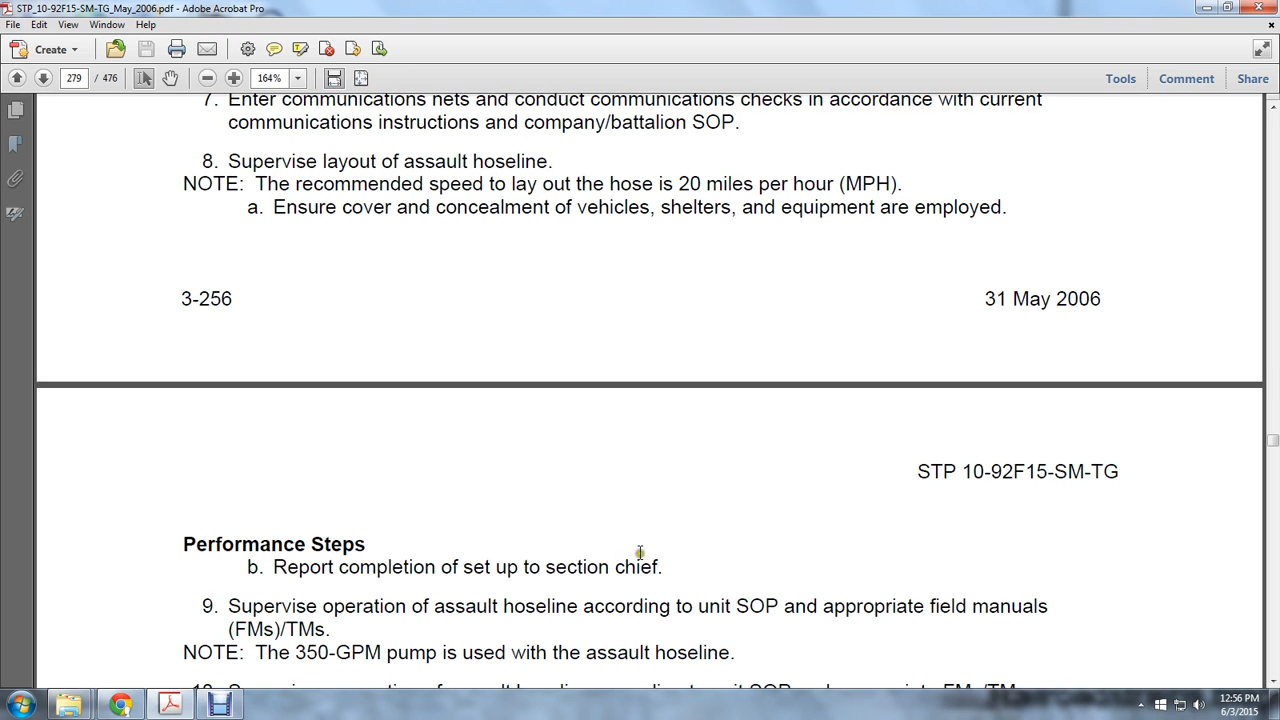 STP_10-92F15-SM-TG_May_2006.pdf - Adobe Acrobat Pro
File Edit View Window Help
Create
279 / 476 164% Tools Comment Share
7. Enter communications nets and conduct communications checks in accordance with current
communications instructions and company/battalion SOP.
8. Supervise layout of assault hoseline.
NOTE: The recommended speed to lay out the hose is 20 miles per hour (MPH).
a. Ensure cover and concealment of vehicles, shelters, and equipment are employed.
3-256 31 May 2006
STP 10-92F15-SM-TG
Performance Steps
b. Report completion of set up to section chief.
9. Supervise operation of assault hoseline according to unit SOP and appropriate field manuals
(FMs)/TMs.
NOTE: The 350-GPM pump is used with the assault hoseline.
12:56 PM
6/3/2015